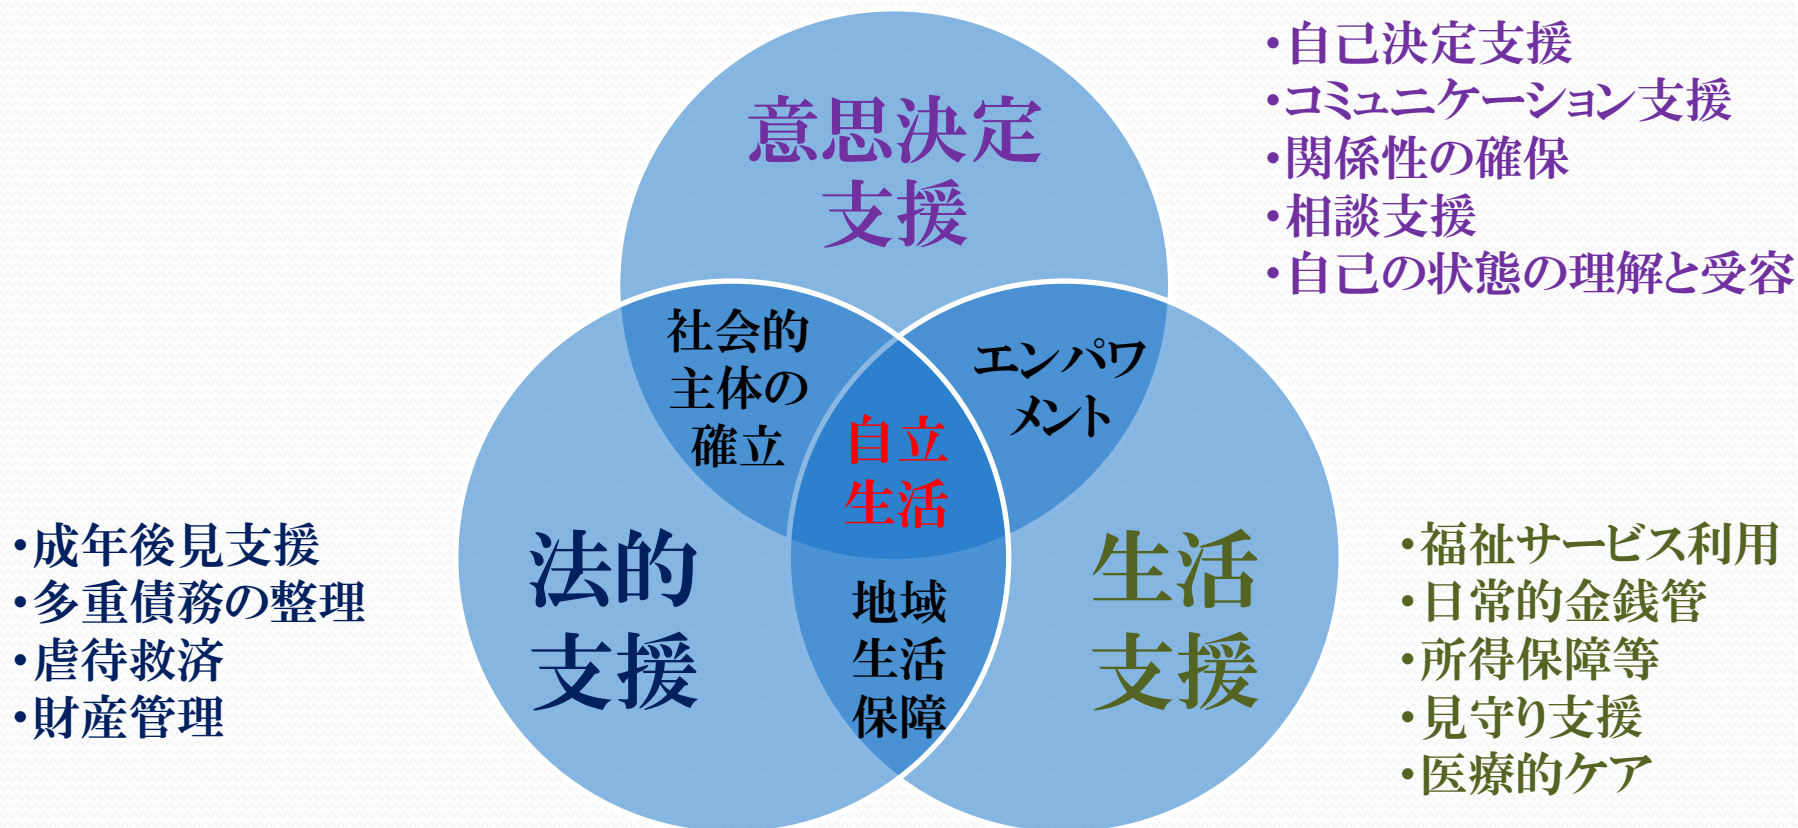 意思決定
支援
・自己決定支援
・コミュニケーション支援
・関係性の確保
・相談支援
・自己の状態の理解と受容
社会的
主体の
確立
エンパワ
メント
自立
生活
法的
支援
・成年後見支援
・多重債務の整理
・虐待救済
・財産管理
地域
生活
保障
生活
支援
・福祉サービス利用
・日常的金銭管
・所得保障等
・見守り支援
・医療的ケア